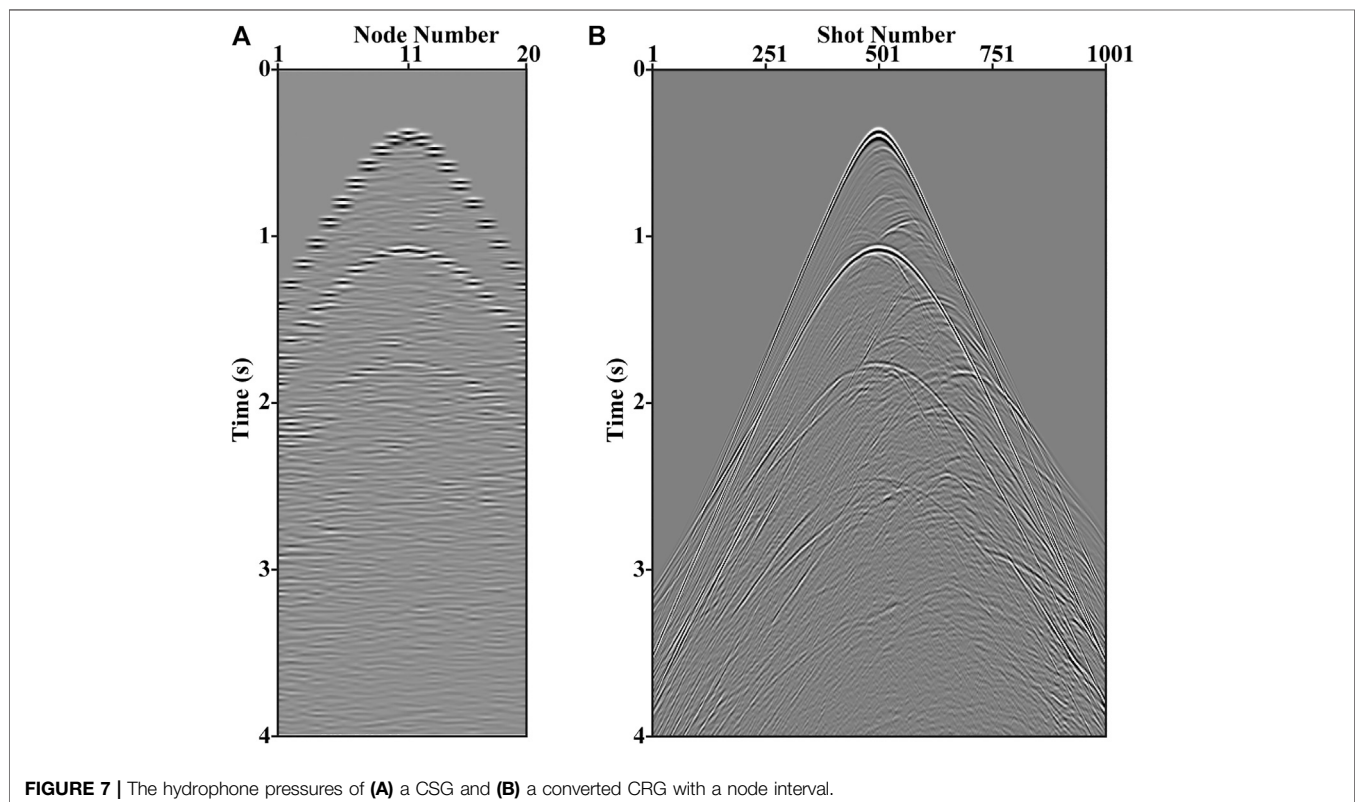 A
Node Number
1 11 20
0
1
2
3
4
Time (s)
B
Shot Number
1 251 501 751 1001
0
1
2
3
4
Time (s)
FIGURE 7 | The hydrophone pressures of (A) a CSG and (B) a converted CRG with a node interval.